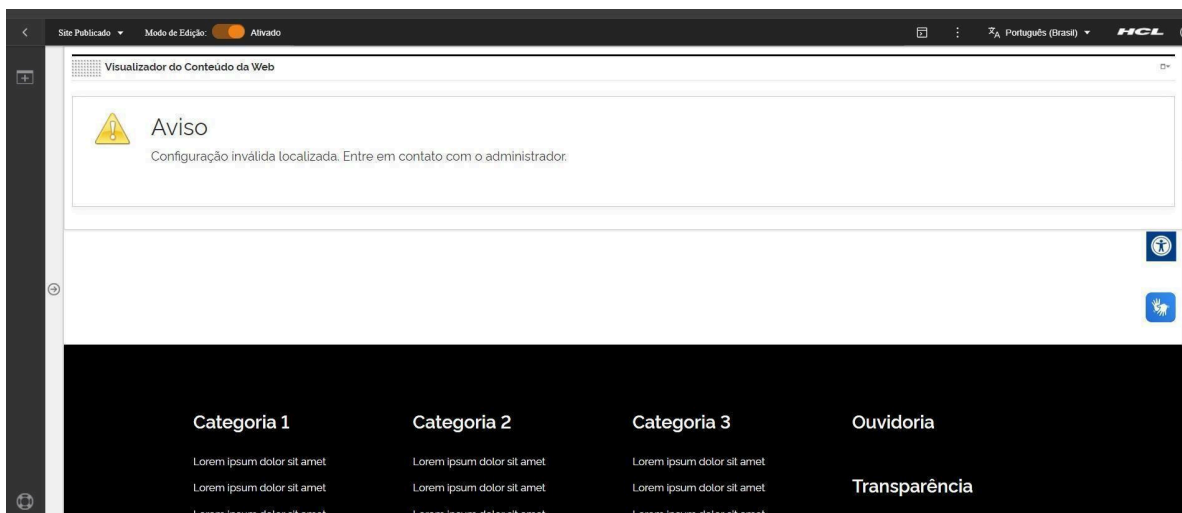 Site Publicado
Modo de Edição:
Ativado
Português (Brasil)
HCL
Visualizador do Conteúdo da Web
Aviso
Configuração inválida localizada. Entre em contato com o administrador.
Categoria 1
Categoria 2
Categoria 3
Ouvidoria
Lorem ipsum dolor sit amet
Lorem ipsum dolor sit amet
Lorem ipsum dolor sit amet
Lorem ipsum dolor sit amet
Lorem ipsum dolor sit amet
Lorem ipsum dolor sit amet
Transparência